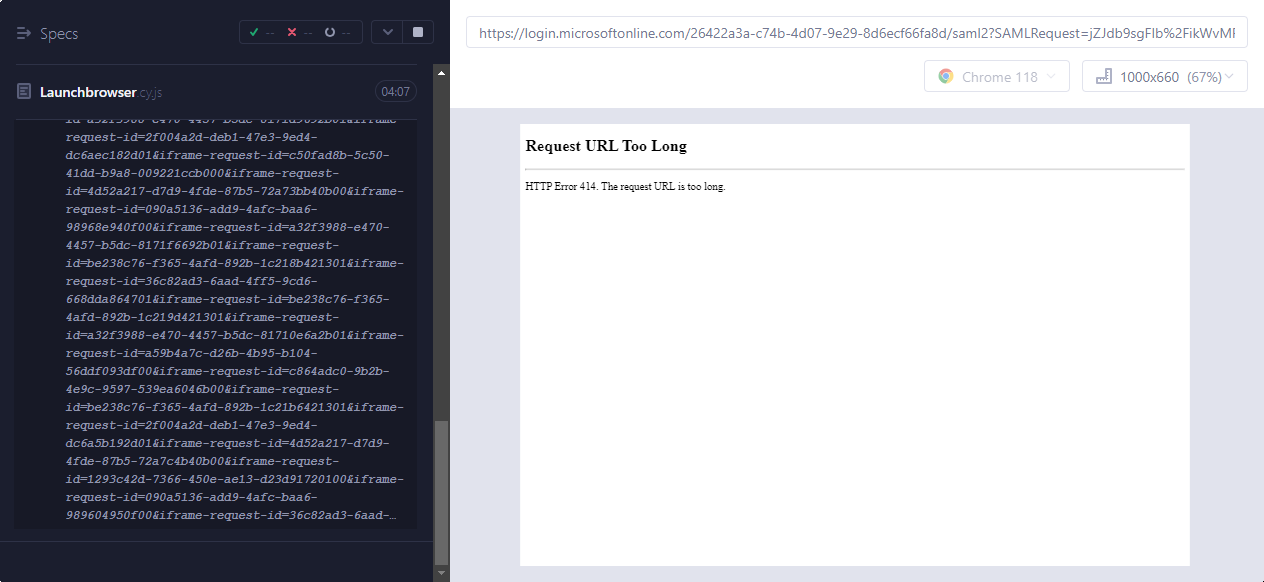 Specs
-- -- --
Launchbrowser.cy.js
04:07
request-id=2f004a2d-deb1-47e3-9ed4-
dc6aec182d01&iframe-request-id=c50fad8b-5c50-
41dd-b9a8-009221ccb000&iframe-request-
id=4d52a217-d7d9-4fde-87b5-72a73bb40b00&iframe-
request-id=090a5136-add9-4afc-baa6-
98968e940f00&iframe-request-id=a32f3988-e470-
4457-b5dc-8171f6692b01&iframe-request-
id=be238c76-f365-4afd-892b-1c218b421301&iframe-
request-id=36c82ad3-6aad-4ff5-9cd6-
668dda864701&iframe-request-id=be238c76-f365-
4afd-892b-1c219d421301&iframe-request-
id=a32f3988-e470-4457-b5dc-81710e6a2b01&iframe-
request-id=a59b4a7c-d26b-4b95-b104-
56ddf093df00&iframe-request-id=c864adc0-9b2b-
4e9c-9597-539ea6046b00&iframe-request-
id=be238c76-f365-4afd-892b-1c21b6421301&iframe-
request-id=2f004a2d-deb1-47e3-9ed4-
dc6a5b192d01&iframe-request-id=4d52a217-d7d9-
4fde-87b5-72a7c4b40b00&iframe-request-
id=1293c42d-7366-450e-ae13-d23d91720100&iframe-
request-id=090a5136-add9-4afc-baa6-
989604950f00&iframe-request-id=36c82ad3-6aad-…
https://login.microsoftonline.com/26422a3a-c74b-4d07-9e29-8d6ecf66fa8d/saml2?SAMLRequest=jZJdb9sgFIb%2FikWvMF
Chrome 118
1000x660 (67%)
Request URL Too Long
HTTP Error 414. The request URL is too long.